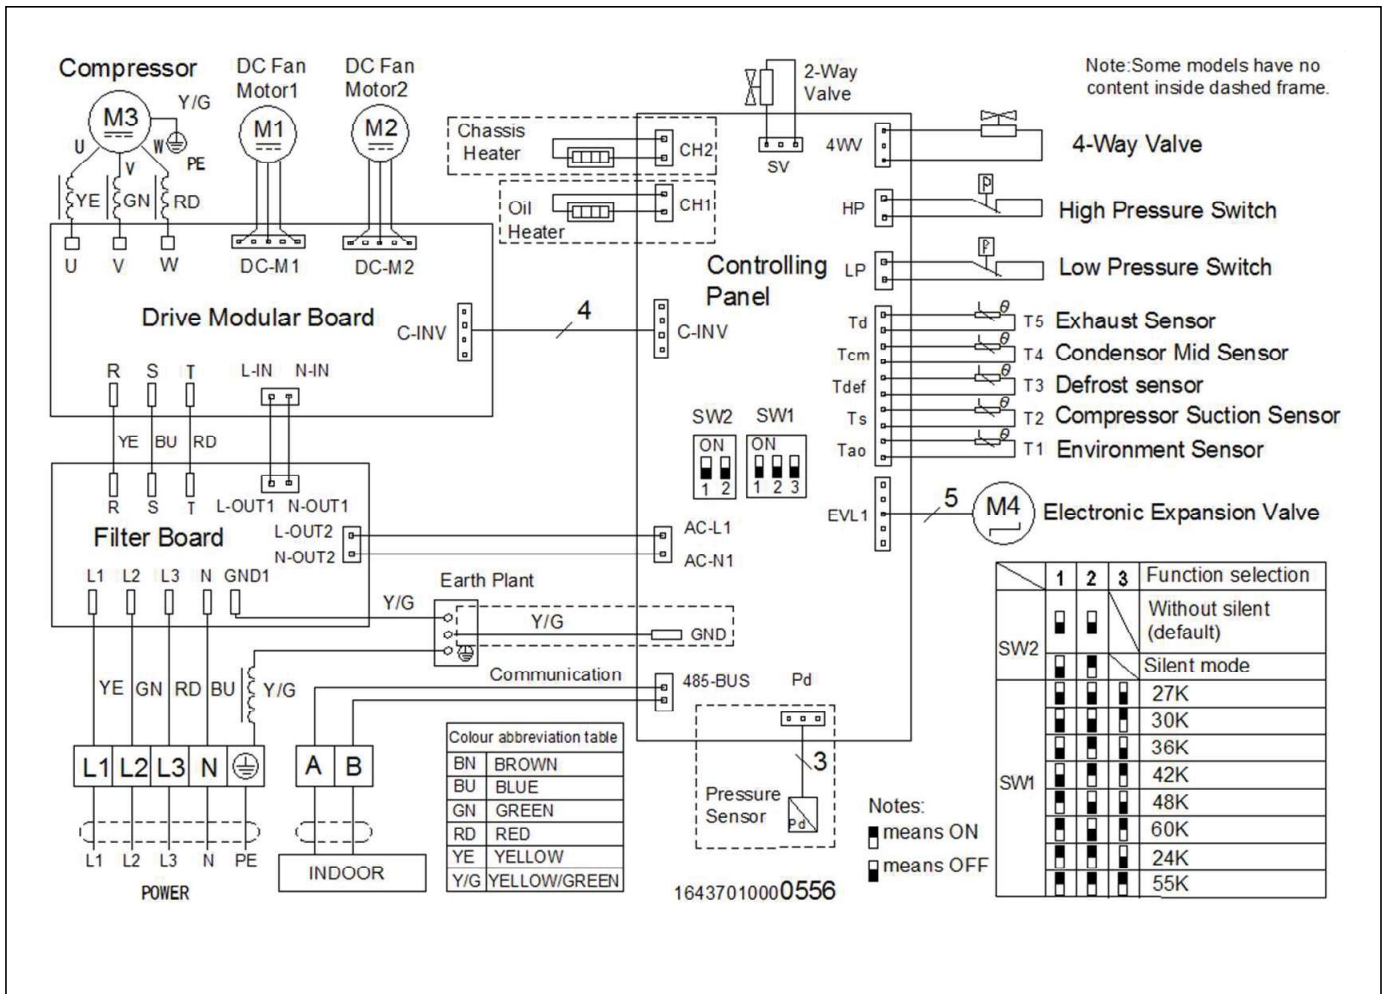 Compressor
DC Fan
Motor1
DC Fan
Motor2
Y/G
M3
M1
M2
U
V
W
PE
YE
GN
RD
U
V
W
DC-M1
DC-M2
Drive Modular Board
C-INV
4
C-INV
R
S
T
L-IN
N-IN
YE
BU
RD
R
S
T
L-OUT1
N-OUT1
Filter Board
L-OUT2
N-OUT2
L1
L2
L3
N
GND1
Y/G
Earth Plant
Y/G
GND
YE
GN
RD
BU
Y/G
L1
L2
L3
N
L1
L2
L3
N
PE
POWER
Communication
A
B
INDOOR
Chassis
Heater
CH2
Oil
Heater
CH1
2-Way
Valve
SV
Controlling
Panel
SW2
SW1
ON
ON
1 2
1 2 3
AC-L1
AC-N1
485-BUS
Pd
3
Pressure
Sensor
Pd
Note:Some models have no
content inside dashed frame.
4WV
4-Way Valve
HP
P
High Pressure Switch
LP
P
Low Pressure Switch
Td
θ
T5
Exhaust Sensor
Tcm
θ
T4
Condensor Mid Sensor
Tdef
θ
T3
Defrost sensor
Ts
θ
T2
Compressor Suction Sensor
Tao
θ
T1
Environment Sensor
EVL1
5
M4
Electronic Expansion Valve
Colour abbreviation table
BN BROWN
BU BLUE
GN GREEN
RD RED
YE YELLOW
Y/G YELLOW/GREEN
Notes:
means ON
means OFF
16437010000556
1 2 3 Function selection
SW2
Without silent
(default)
Silent mode
SW1
27K
30K
36K
42K
48K
60K
24K
55K